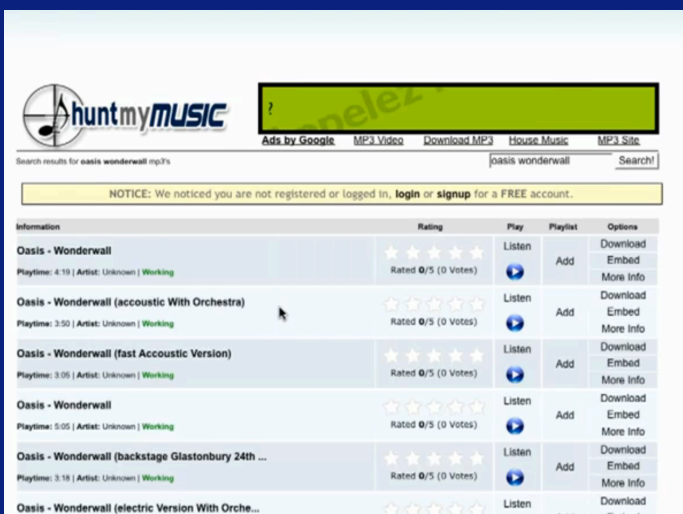 huntmyMUSIC
?
Ads by Google MP3 Video Download MP3 House Music MP3 Site
Search results for oasis wonderwall mp3's
oasis wonderwall Search!
NOTICE: We noticed you are not registered or logged in, login or signup for a FREE account.
Information Rating Play Playlist Options
Oasis - Wonderwall
Playtime: 4:19 | Artist: Unknown | Working
Rated 0/5 (0 Votes)
Listen
Add
Download
Embed
More Info
Oasis - Wonderwall (accoustic With Orchestra)
Playtime: 3:50 | Artist: Unknown | Working
Rated 0/5 (0 Votes)
Listen
Add
Download
Embed
More Info
Oasis - Wonderwall (fast Accoustic Version)
Playtime: 3:05 | Artist: Unknown | Working
Rated 0/5 (0 Votes)
Listen
Add
Download
Embed
More Info
Oasis - Wonderwall
Playtime: 5:05 | Artist: Unknown | Working
Rated 0/5 (0 Votes)
Listen
Add
Download
Embed
More Info
Oasis - Wonderwall (backstage Glastonbury 24th ...
Playtime: 3:18 | Artist: Unknown | Working
Rated 0/5 (0 Votes)
Listen
Add
Download
Embed
More Info
Oasis - Wonderwall (electric Version With Orche...
Listen
Download